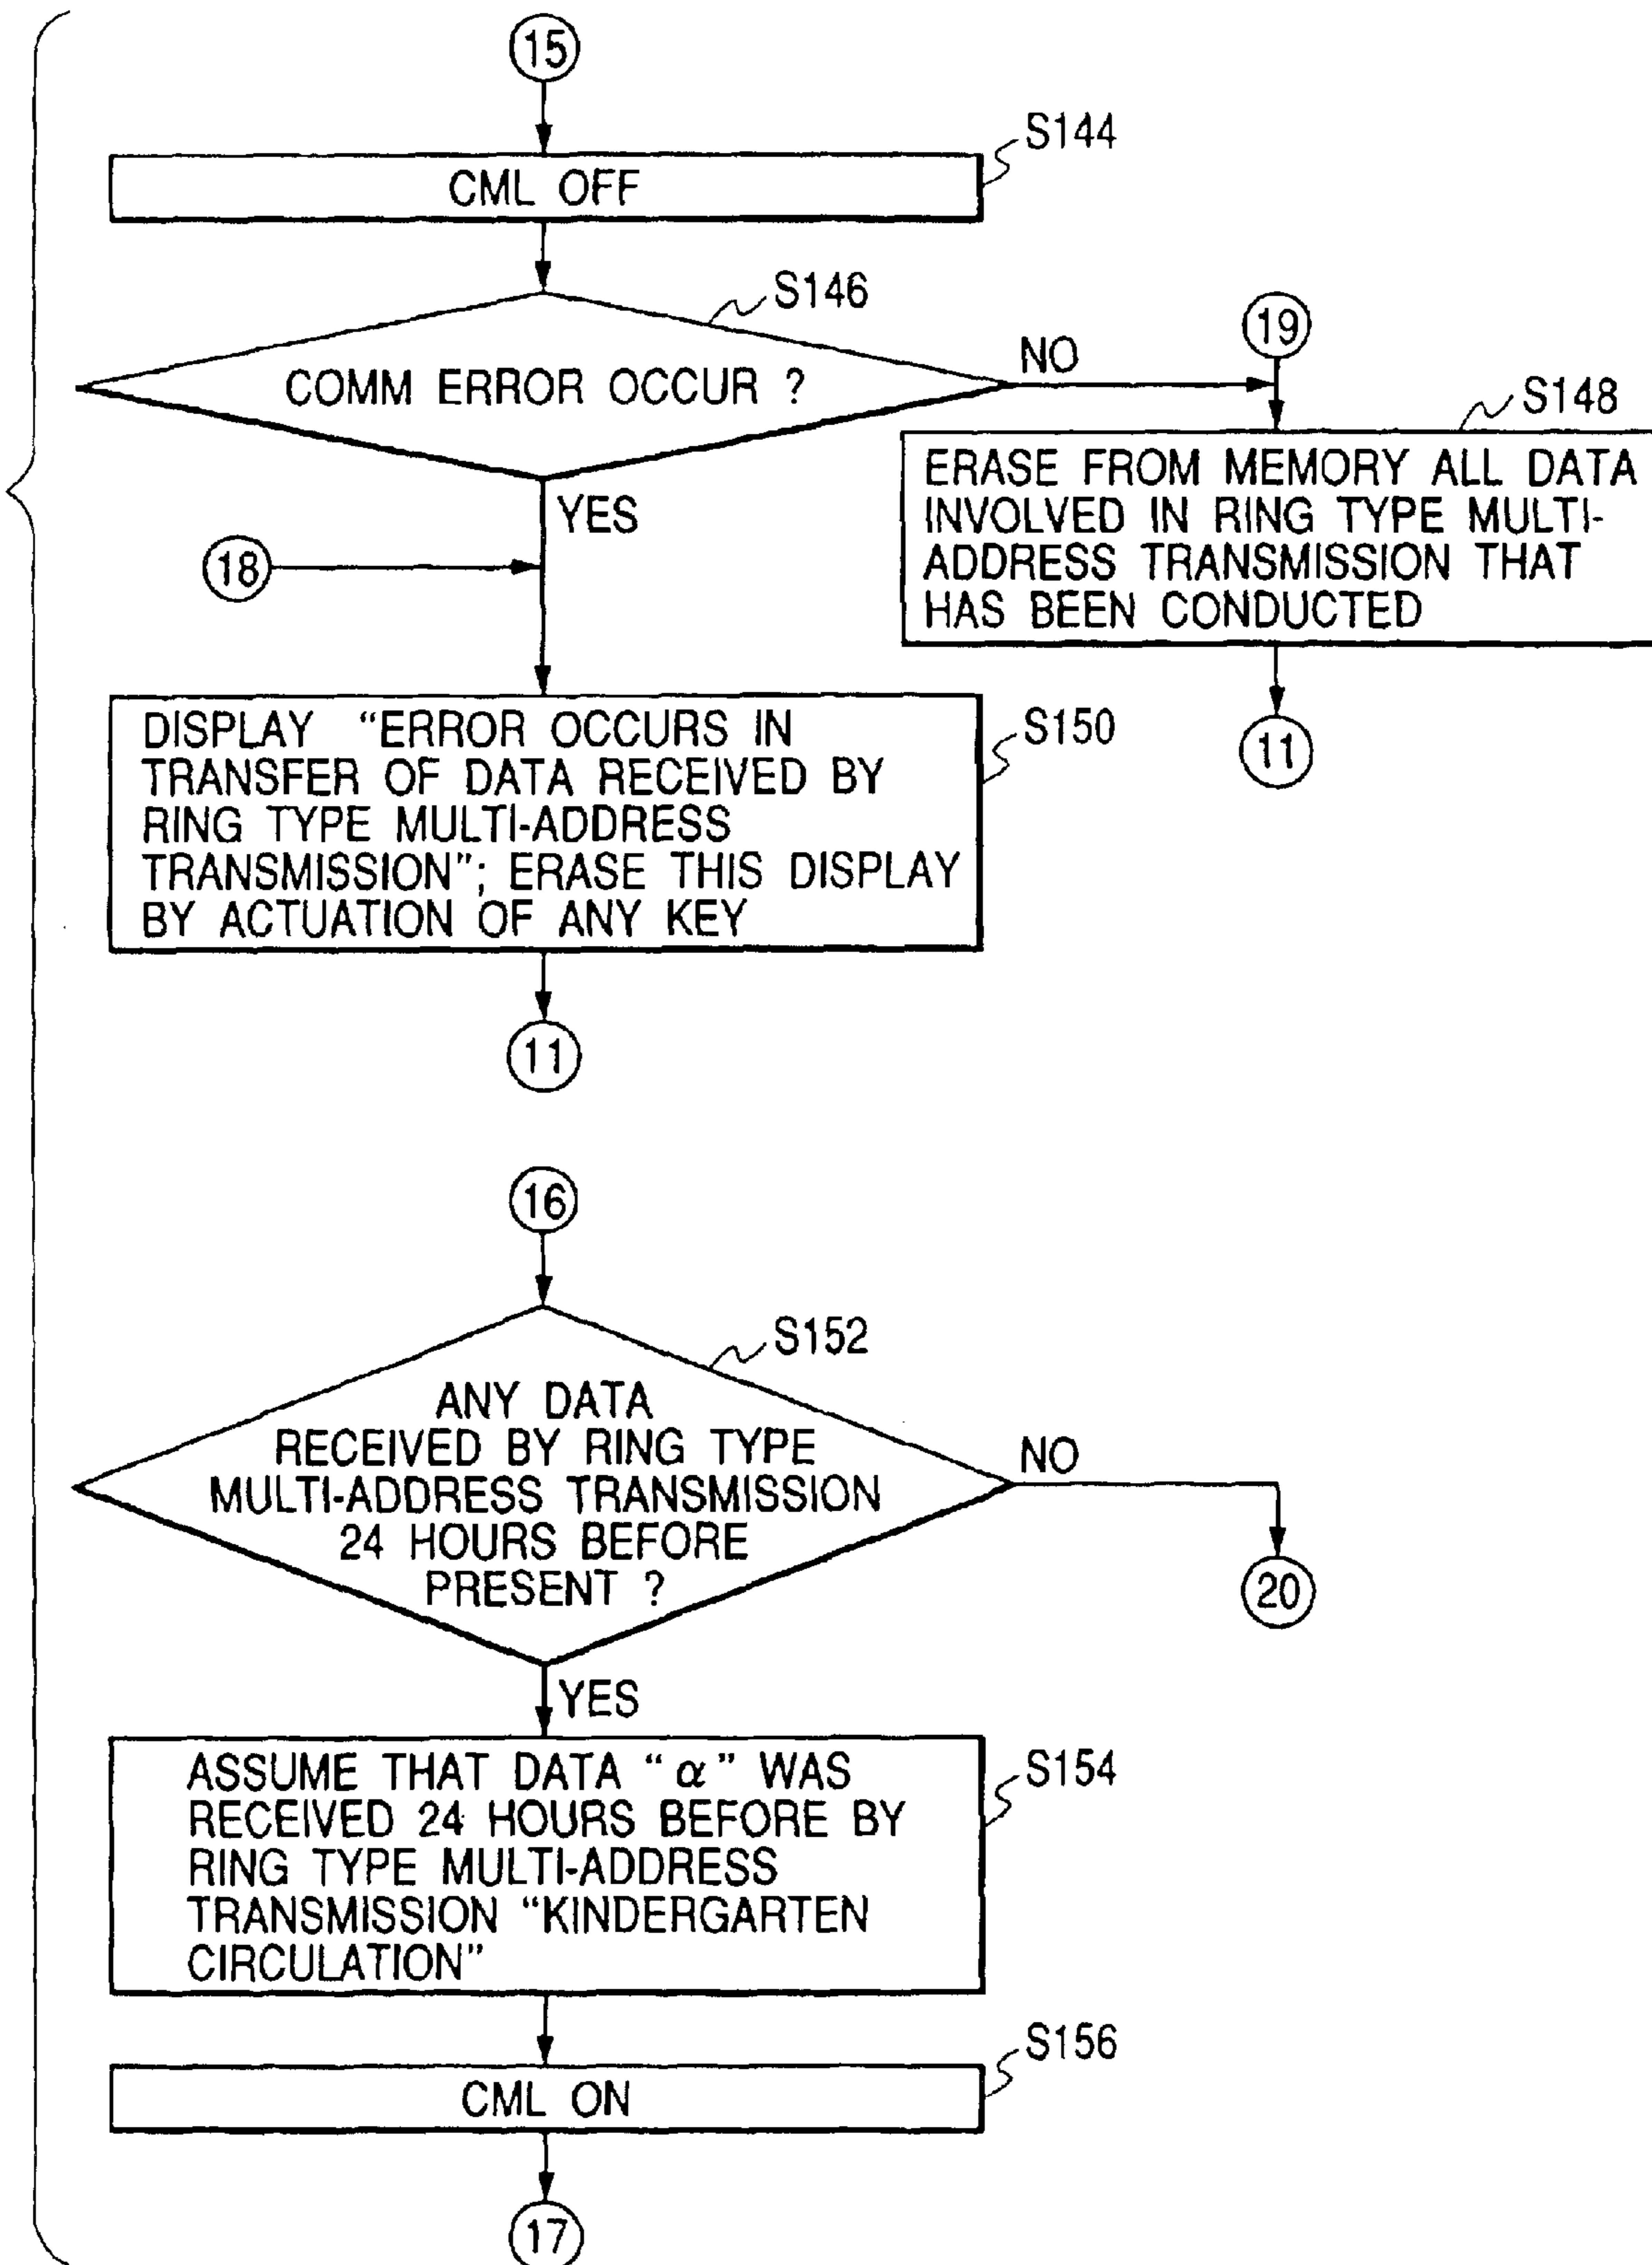 15
S144
CML OFF
S146
COMM ERROR OCCUR ?
NO
19
S148
ERASE FROM MEMORY ALL DATA
INVOLVED IN RING TYPE MULTI-
ADDRESS TRANSMISSION THAT
HAS BEEN CONDUCTED
11
YES
18
S150
DISPLAY “ERROR OCCURS IN
TRANSFER OF DATA RECEIVED BY
RING TYPE MULTI-ADDRESS
TRANSMISSION”; ERASE THIS DISPLAY
BY ACTUATION OF ANY KEY
11
16
S152
ANY DATA
RECEIVED BY RING TYPE
MULTI-ADDRESS TRANSMISSION
24 HOURS BEFORE
PRESENT ?
NO
20
YES
S154
ASSUME THAT DATA “α” WAS
RECEIVED 24 HOURS BEFORE BY
RING TYPE MULTI-ADDRESS
TRANSMISSION “KINDERGARTEN
CIRCULATION”
S156
CML ON
17